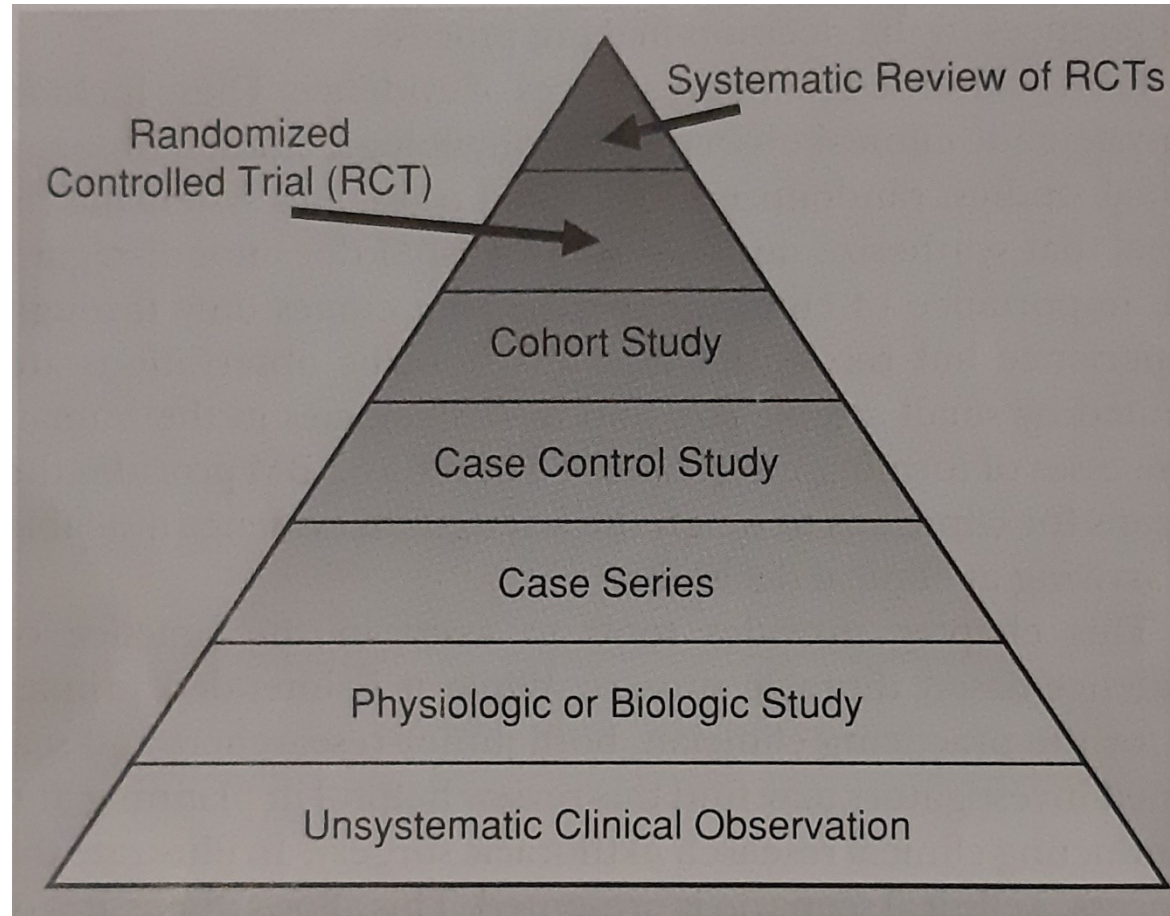 Systematic Review of RCTs
Randomized
Controlled Trial (RCT)
Cohort Study
Case Control Study
Case Series
Physiologic or Biologic Study
Unsystematic Clinical Observation